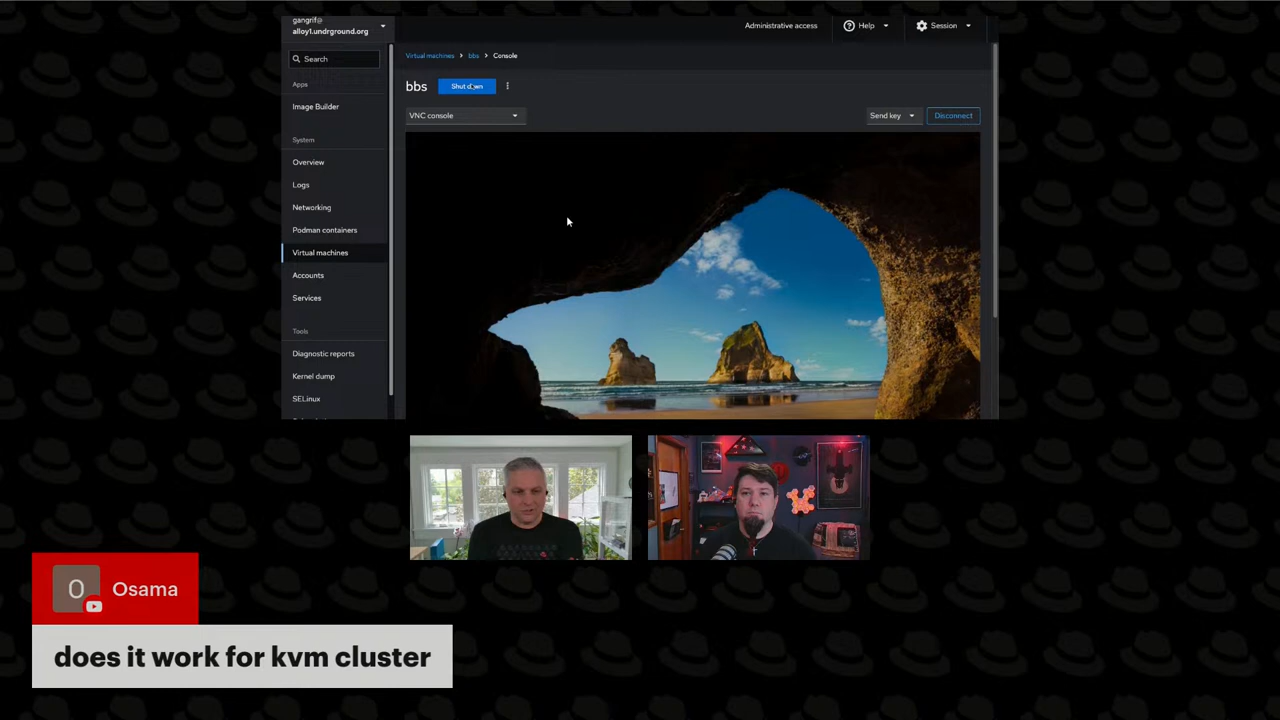 gangrif@
alloy1.undrground.org
Administrative access
Help
Session
Search
Apps
Image Builder
System
Overview
Logs
Networking
Podman containers
Virtual machines
Accounts
Services
Tools
Diagnostic reports
Kernel dump
SELinux
Virtual machines > bbs > Console
bbs
Shut down
VNC console
Send key
Disconnect
O
Osama
does it work for kvm cluster